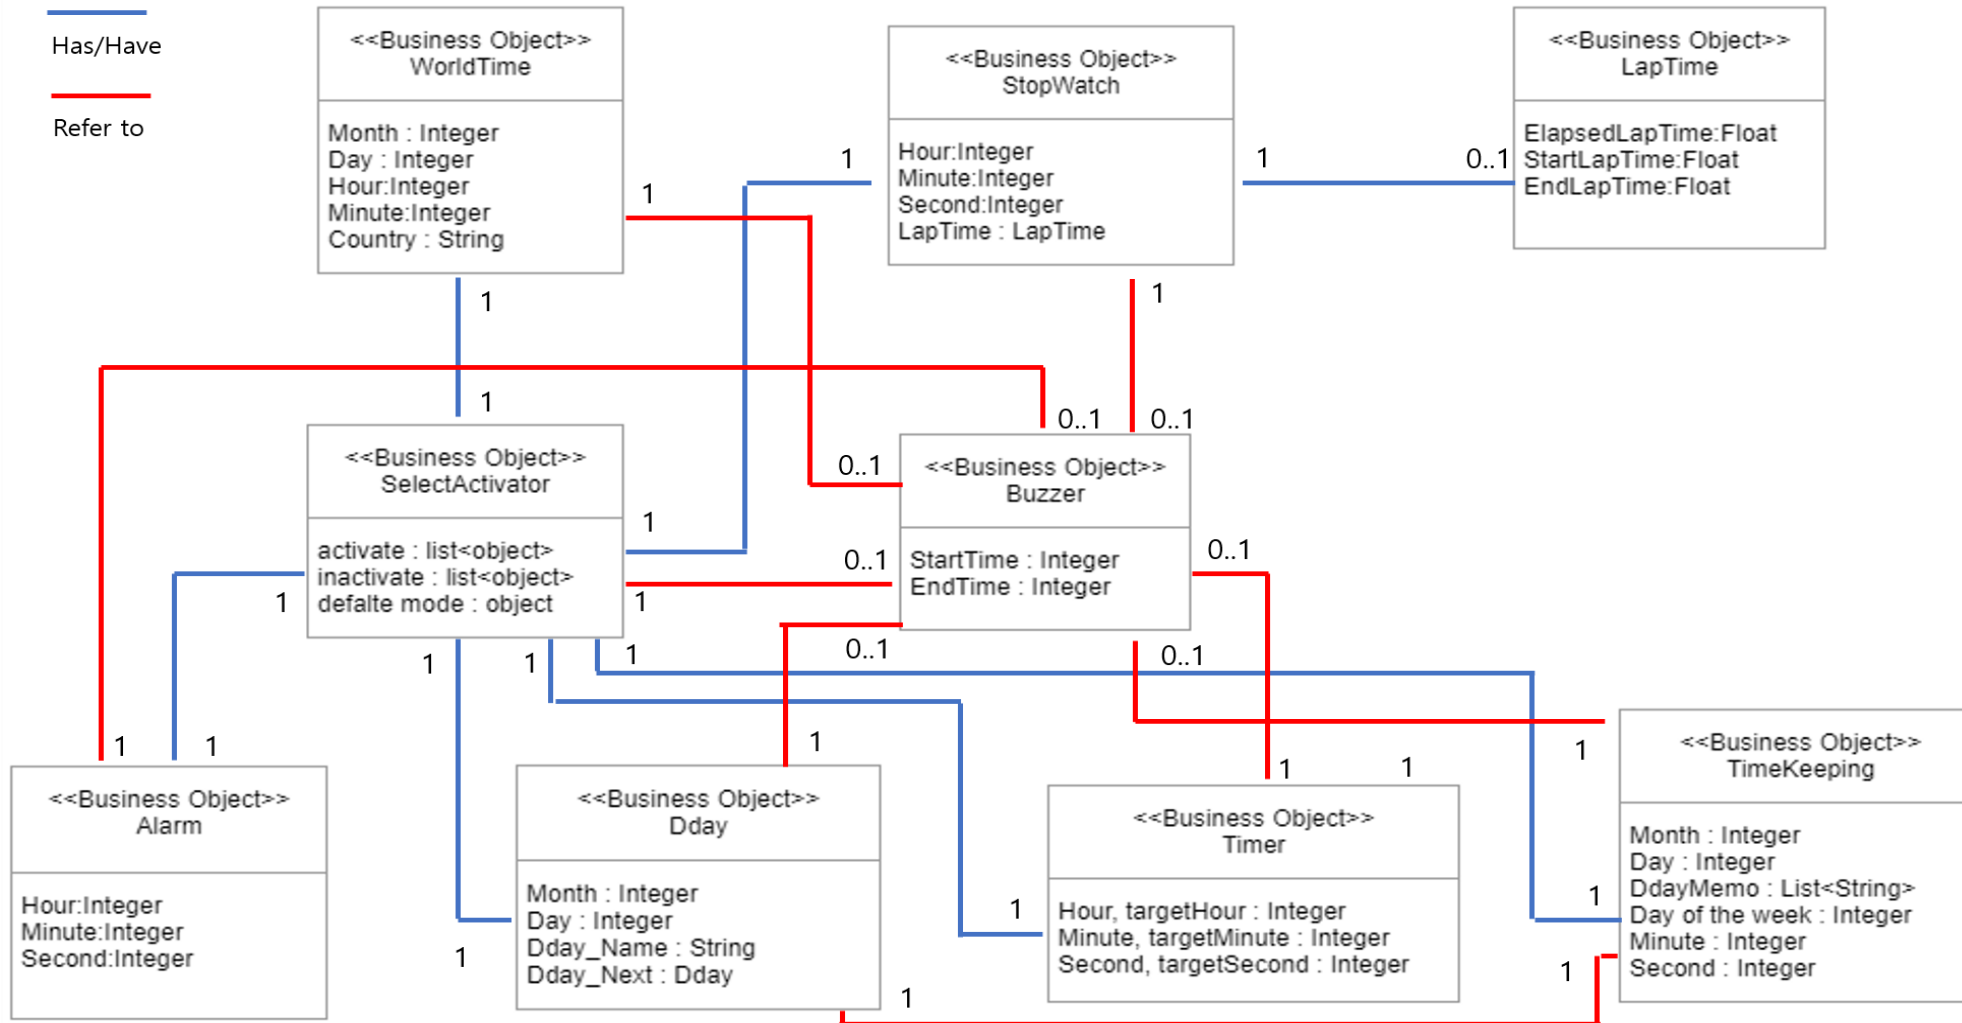 Has/Have
Refer to
<<Business Object>>
WorldTime
Month : Integer
Day : Integer
Hour:Integer
Minute:Integer
Country : String
<<Business Object>>
StopWatch
Hour:Integer
Minute:Integer
Second:Integer
LapTime : LapTime
<<Business Object>>
LapTime
ElapsedLapTime:Float
StartLapTime:Float
EndLapTime:Float
1
1
0..1
1
1
1
1
0..1
0..1
0..1
<<Business Object>>
SelectActivator
activate : list<object>
inactivate : list<object>
defalte mode : object
<<Business Object>>
Buzzer
StartTime : Integer
EndTime : Integer
1
0..1
0..1
1
1
1
1
1
0..1
0..1
1
1
1
1
1
1
<<Business Object>>
Alarm
Hour:Integer
Minute:Integer
Second:Integer
<<Business Object>>
Dday
Month : Integer
Day : Integer
Dday_Name : String
Dday_Next : Dday
<<Business Object>>
Timer
Hour, targetHour : Integer
Minute, targetMinute : Integer
Second, targetSecond : Integer
<<Business Object>>
TimeKeeping
Month : Integer
Day : Integer
DdayMemo : List<String>
Day of the week : Integer
Minute : Integer
Second : Integer
1
1
1
1
1